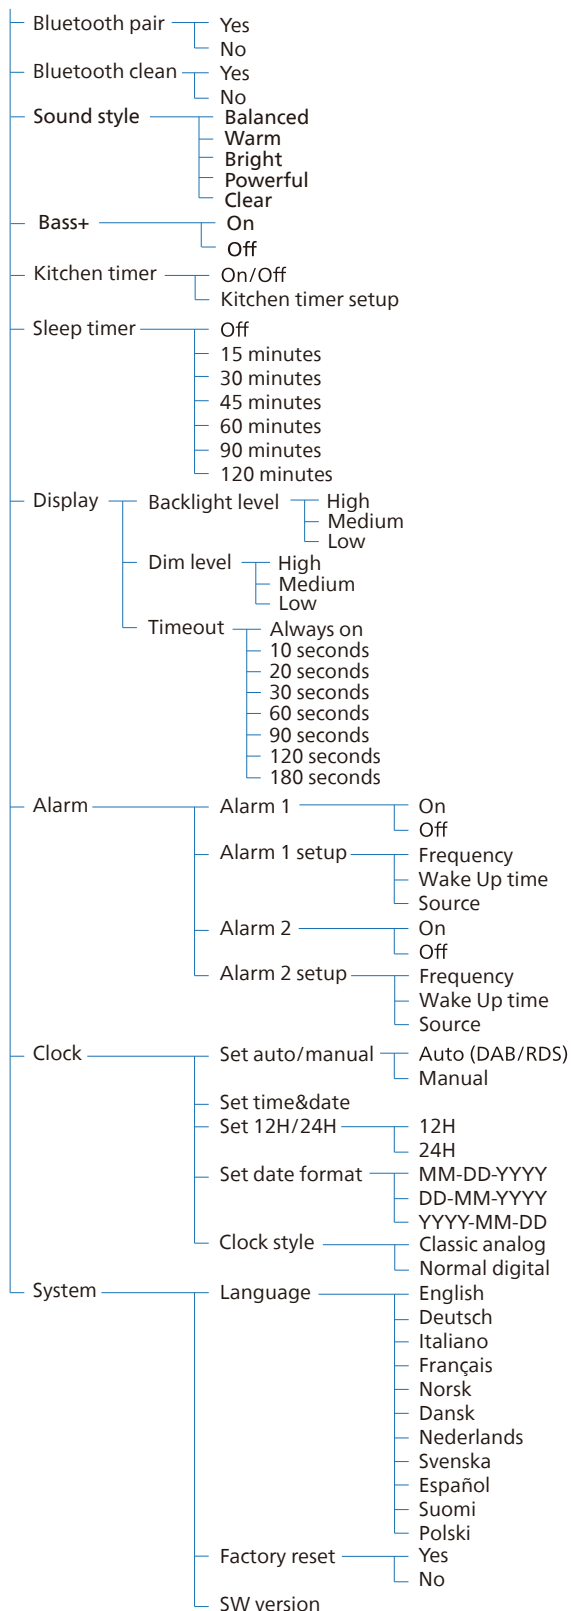 Bluetooth pair Yes
No
Bluetooth clean Yes
No
Sound style Balanced
Warm
Bright
Powerful
Clear
Bass+ On
Off
Kitchen timer On/Off
Kitchen timer setup
Sleep timer Off
15 minutes
30 minutes
45 minutes
60 minutes
90 minutes
120 minutes
Display Backlight level High
Medium
Low
Dim level High
Medium
Low
Timeout Always on
10 seconds
20 seconds
30 seconds
60 seconds
90 seconds
120 seconds
180 seconds
Alarm Alarm 1 On
Off
Alarm 1 setup Frequency
Wake Up time
Source
Alarm 2 On
Off
Alarm 2 setup Frequency
Wake Up time
Source
Clock Set auto/manual Auto (DAB/RDS)
Manual
Set time&date
Set 12H/24H 12H
24H
Set date format MM-DD-YYYY
DD-MM-YYYY
YYYY-MM-DD
Clock style Classic analog
Normal digital
System Language English
Deutsch
Italiano
Français
Norsk
Dansk
Nederlands
Svenska
Español
Suomi
Polski
Factory reset Yes
No
SW version